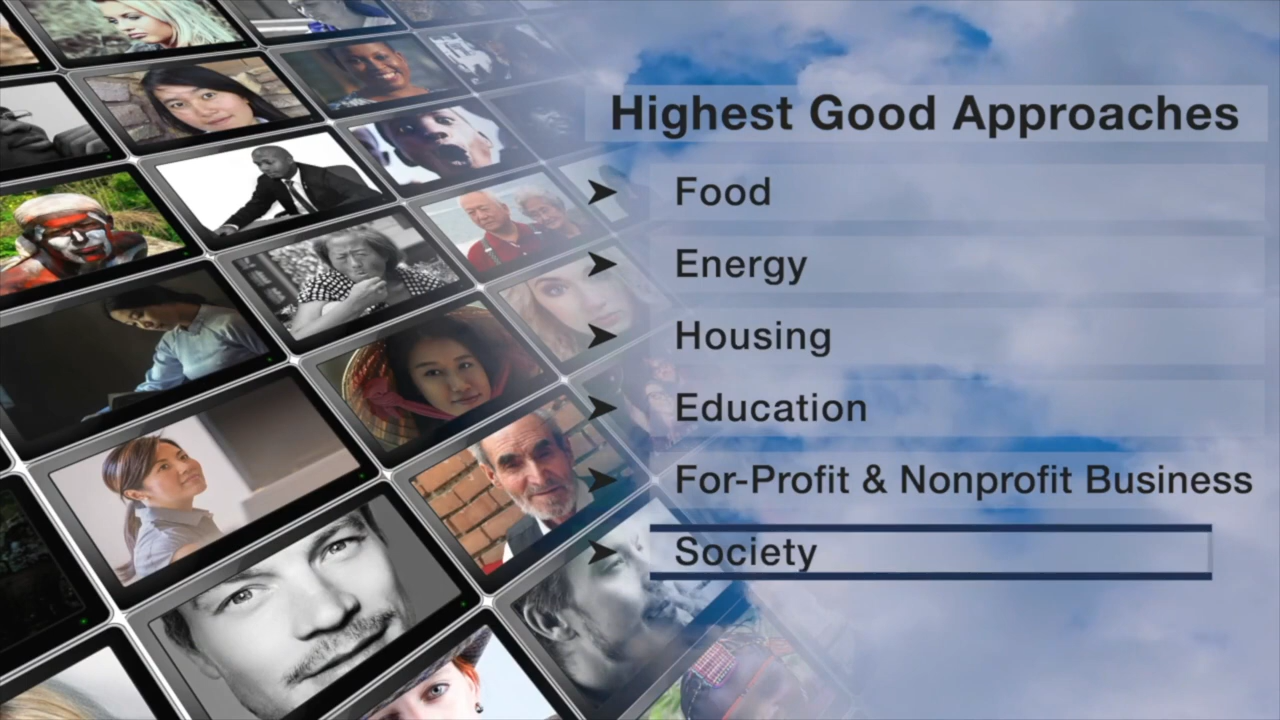 Highest Good Approaches
Food
Energy
Housing
Education
For-Profit & Nonprofit Business
Society